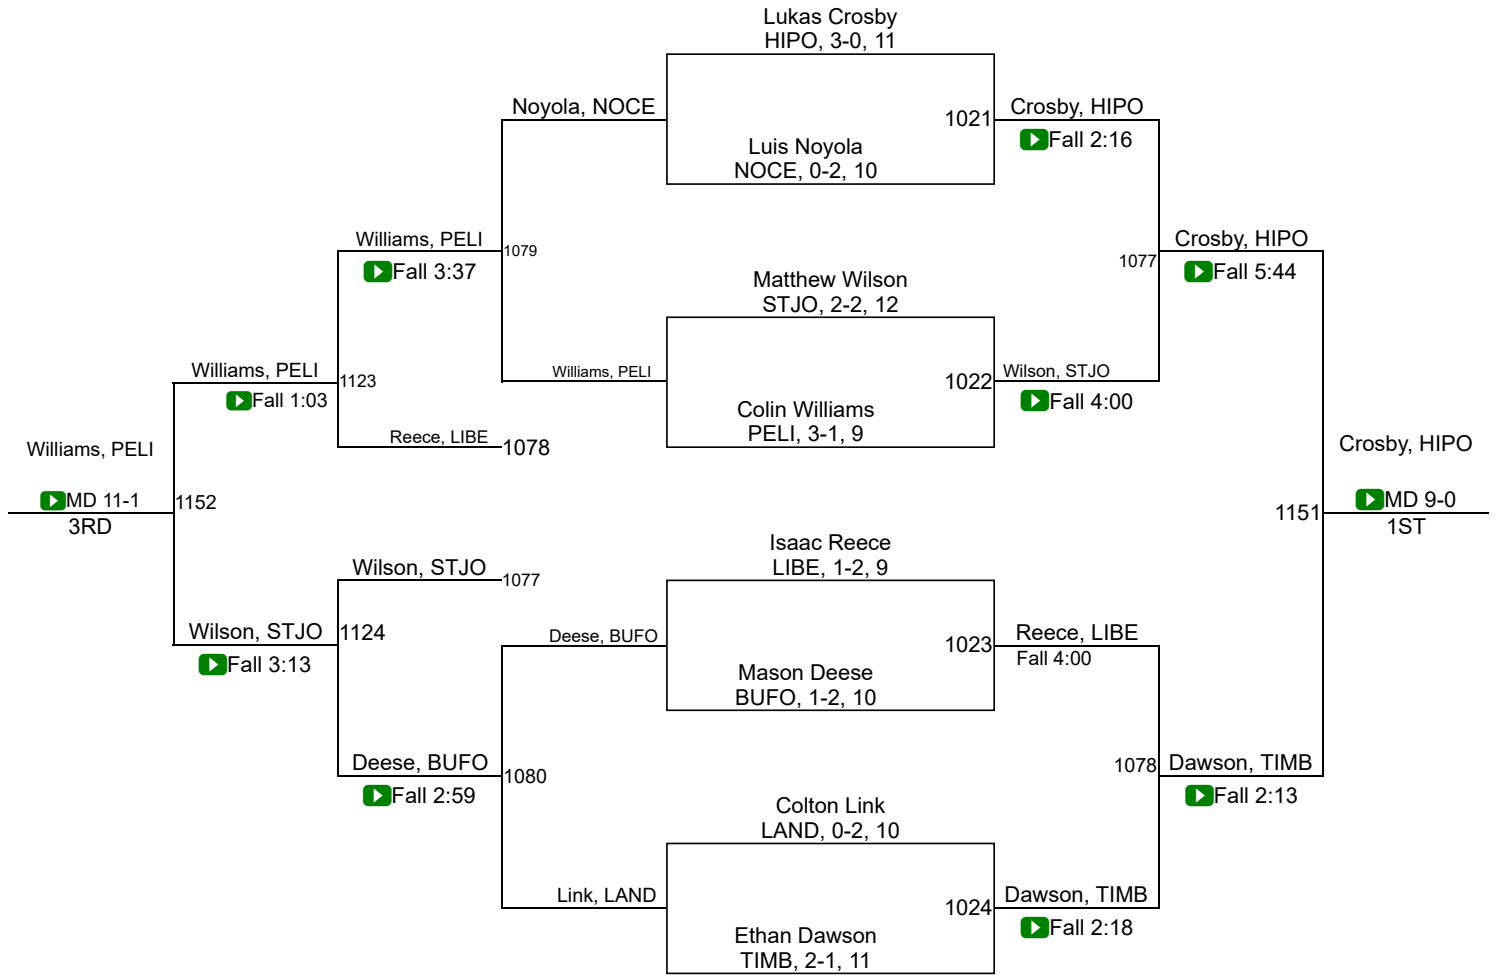 Lukas Crosby
HIPO, 3-0, 11
Noyola, NOCE
1021
Crosby, HIPO
Fall 2:16
Luis Noyola
NOCE, 0-2, 10
Williams, PELI
1079
Fall 3:37
Crosby, HIPO
1077
Fall 5:44
Matthew Wilson
STJO, 2-2, 12
Williams, PELI
1123
Fall 1:03
Williams, PELI
1022
Wilson, STJO
Fall 4:00
Colin Williams
PELI, 3-1, 9
Reece, LIBE
1078
Williams, PELI
MD 11-1
3RD
1152
Crosby, HIPO
1151
MD 9-0
1ST
Isaac Reece
LIBE, 1-2, 9
Wilson, STJO
1077
Wilson, STJO
1124
Fall 3:13
Deese, BUFO
1023
Reece, LIBE
Fall 4:00
Mason Deese
BUFO, 1-2, 10
Deese, BUFO
1080
Fall 2:59
1078
Dawson, TIMB
Fall 2:13
Colton Link
LAND, 0-2, 10
Link, LAND
1024
Dawson, TIMB
Fall 2:18
Ethan Dawson
TIMB, 2-1, 11